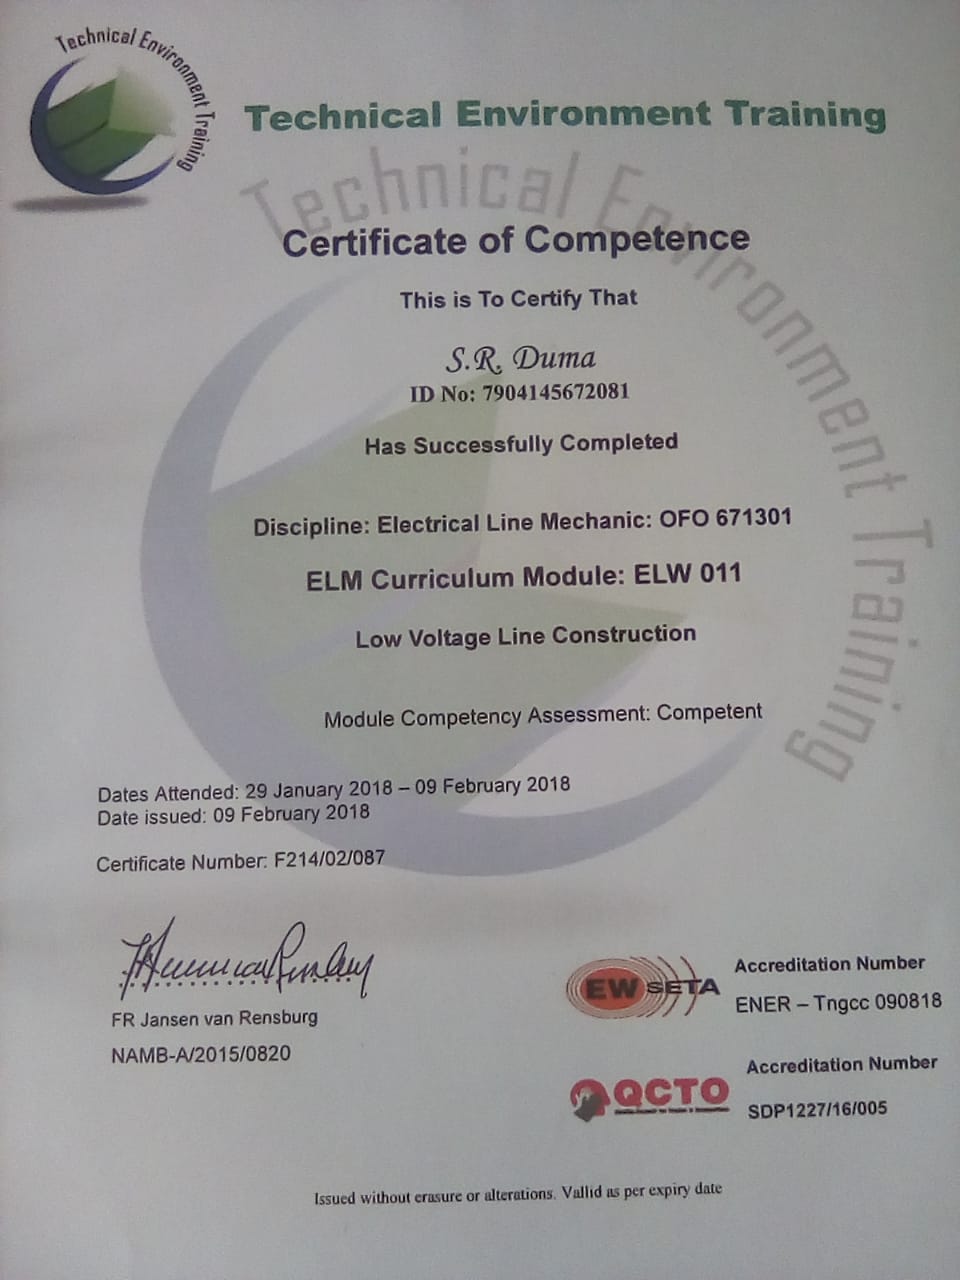 Technical Environment Training
Technical Environment Training
Technical Environment Training
Certificate of Competence
This is To Certify That
S.R. Duma
ID No: 7904145672081
Has Successfully Completed
Discipline: Electrical Line Mechanic: OFO 671301
ELM Curriculum Module: ELW 011
Low Voltage Line Construction
Module Competency Assessment: Competent
Dates Attended: 29 January 2018 – 09 February 2018
Date issued: 09 February 2018
Certificate Number: F214/02/087
FR Jansen van Rensburg
NAMB-A/2015/0820
EWSETA
Accreditation Number
ENER – Tngcc 090818
QCTO
Accreditation Number
SDP1227/16/005
Issued without erasure or alterations. Vallid as per expiry date